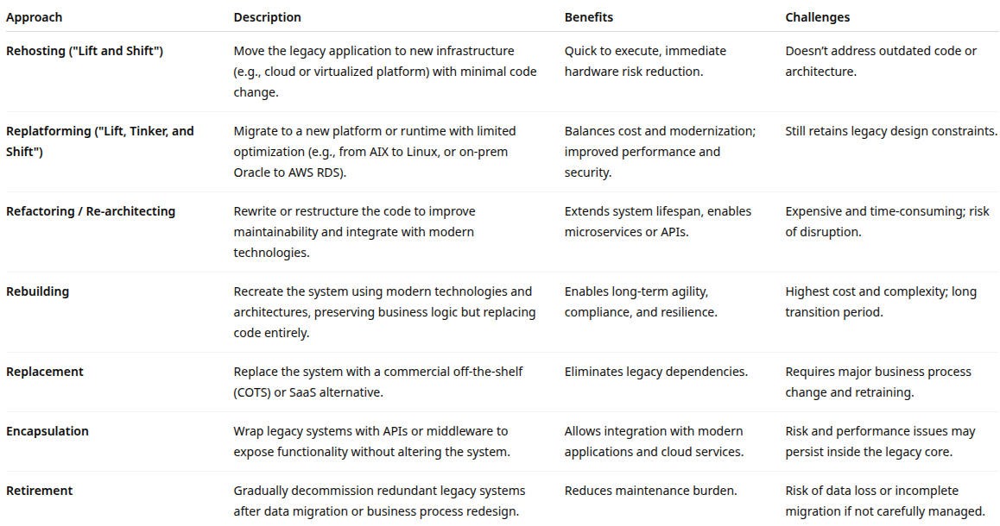 Approach Description Benefits Challenges
Rehosting ("Lift and Shift") Move the legacy application to new infrastructure Quick to execute, immediate Doesn’t address outdated code or
(e.g., cloud or virtualized platform) with minimal code hardware risk reduction. architecture.
change.
Replatforming ("Lift, Tinker, and Migrate to a new platform or runtime with limited Balances cost and modernization; Still retains legacy design constraints.
Shift") optimization (e.g., from AIX to Linux, or on-prem improved performance and
Oracle to AWS RDS). security.
Refactoring / Re-architecting Rewrite or restructure the code to improve Extends system lifespan, enables Expensive and time-consuming; risk
maintainability and integrate with modern microservices or APIs. of disruption.
technologies.
Rebuilding Recreate the system using modern technologies and Enables long-term agility, Highest cost and complexity; long
architectures, preserving business logic but replacing compliance, and resilience. transition period.
code entirely.
Replacement Replace the system with a commercial off-the-shelf Eliminates legacy dependencies. Requires major business process
(COTS) or SaaS alternative. change and retraining.
Encapsulation Wrap legacy systems with APIs or middleware to Allows integration with modern Risk and performance issues may
expose functionality without altering the system. applications and cloud services. persist inside the legacy core.
Retirement Gradually decommission redundant legacy systems Reduces maintenance burden. Risk of data loss or incomplete
after data migration or business process redesign. migration if not carefully managed.